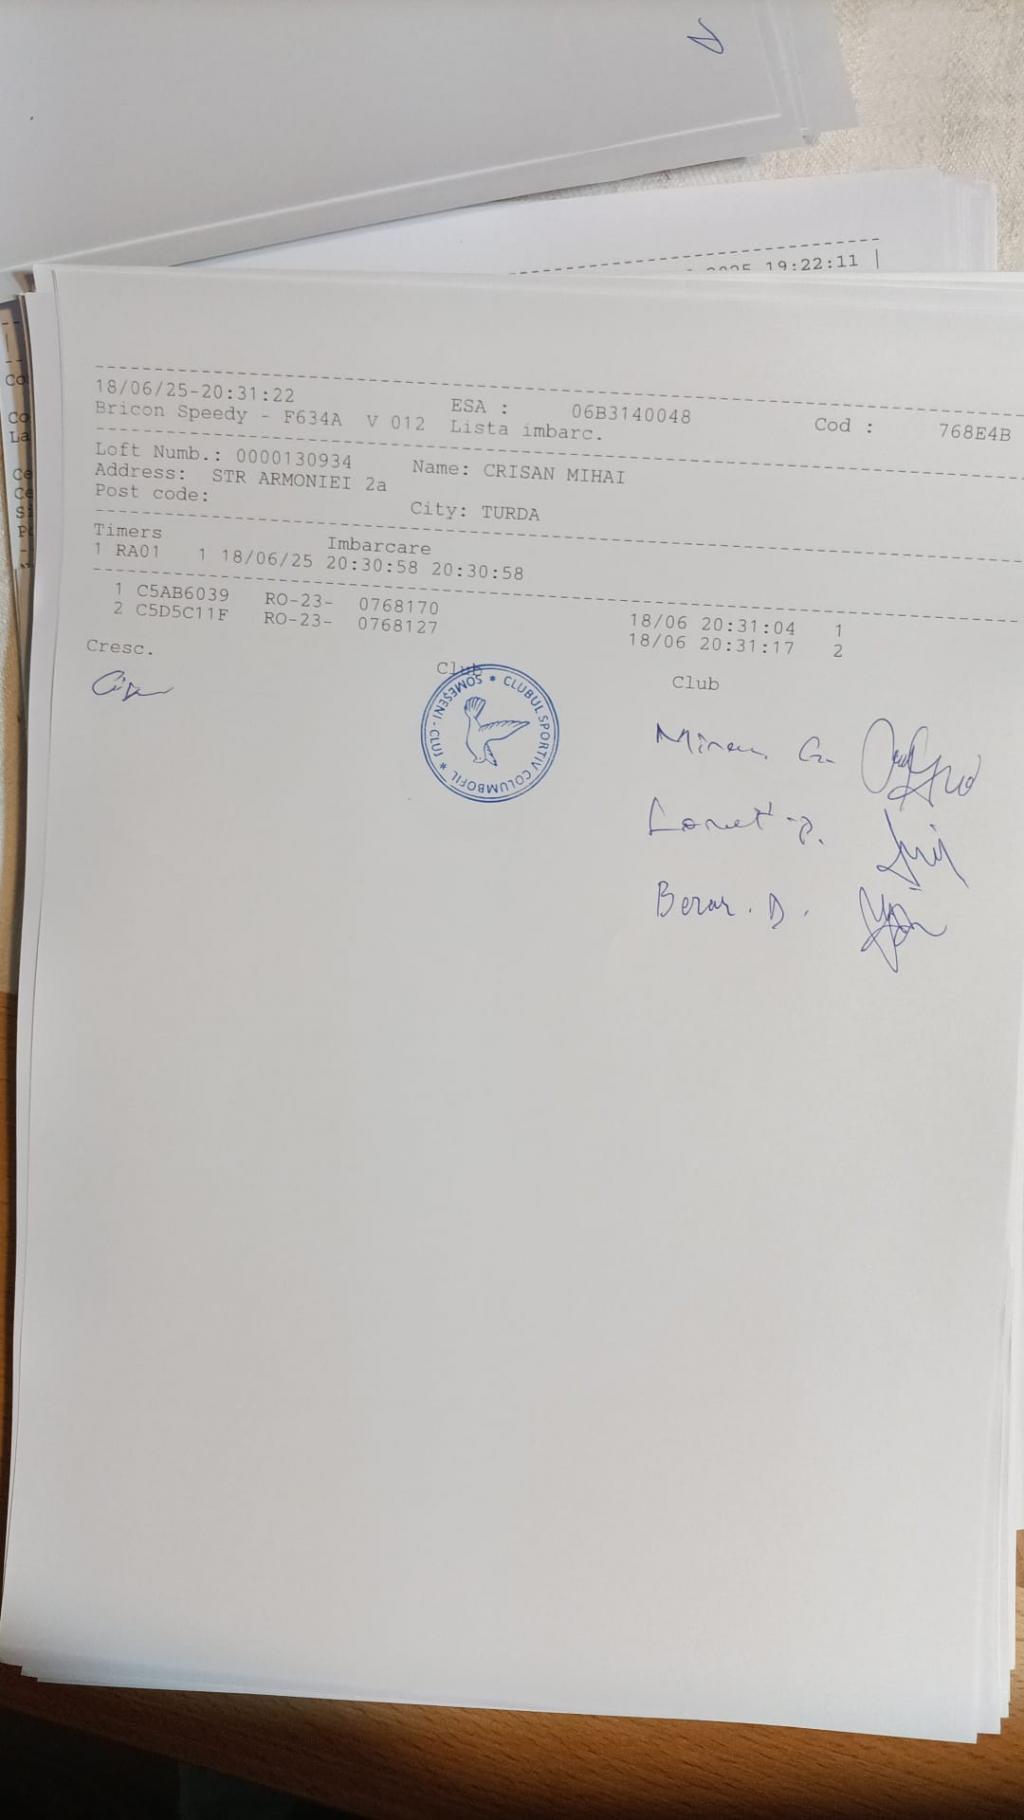 2025 19:22:11 |
18/06/25-20:31:22 ESA : 06B3140048 Cod : 768E4B
Bricon Speedy - F634A V 012 Lista imbarc.
Loft Numb.: 0000130934 Name: CRISAN MIHAI
Address: STR ARMONIEI 2a
Post code: City: TURDA
Timers Imbarcare
1 RA01 1 18/06/25 20:30:58 20:30:58
1 C5AB6039 RO-23- 0768170 18/06 20:31:04 1
2 C5D5C11F RO-23- 0768127 18/06 20:31:17 2
Cresc. Club Club
CLUBUL SPORTIV COLUMBOFIL * CLUJ - SOMEȘENI *
Berar. D.